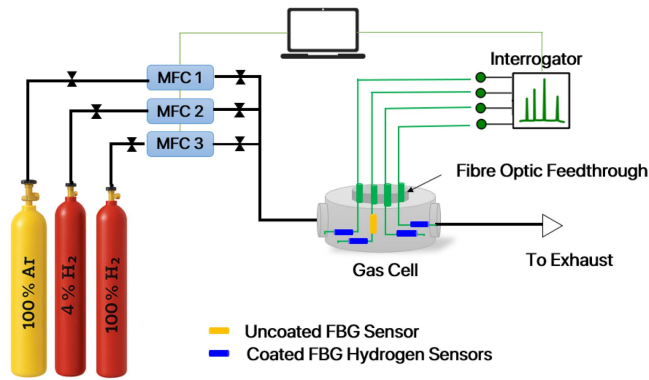 MFC 1
MFC 2
MFC 3
Interrogator
Fibre Optic Feedthrough
Gas Cell
To Exhaust
100 % Ar
4 % H₂
100 % H₂
Uncoated FBG Sensor
Coated FBG Hydrogen Sensors